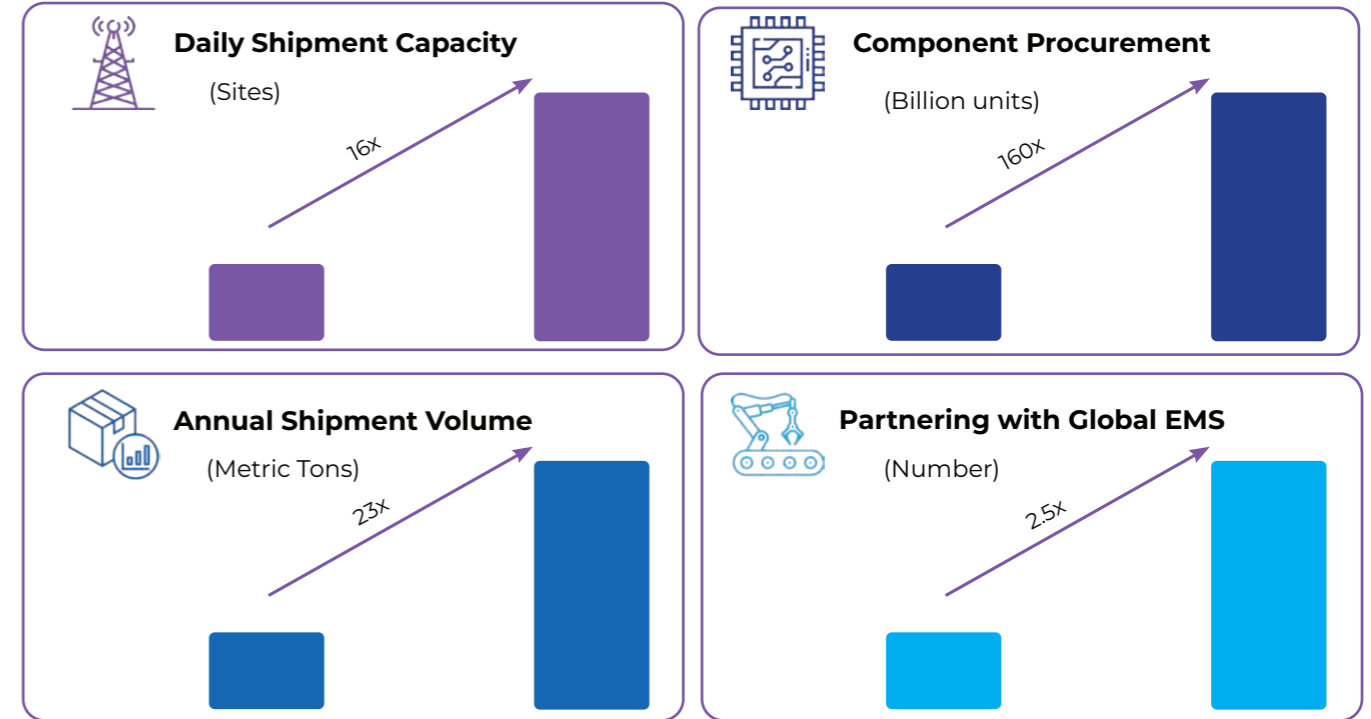 Daily Shipment Capacity
(Sites)
16x
Component Procurement
(Billion units)
160x
Annual Shipment Volume
(Metric Tons)
23x
Partnering with Global EMS
(Number)
2.5x